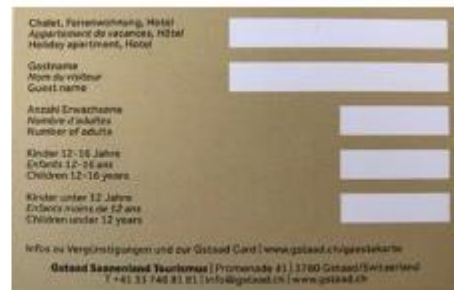 Chalet, Ferienwohnung, Hotel
Appartement de vacances, Hôtel
Holiday apartment, Hotel
Gastname
Nom du visiteur
Guest name
Anzahl Erwachsene
Nombre d'adultes
Number of adults
Kinder 12-16 Jahre
Enfants 12-16 ans
Children 12-16 years
Kinder unter 12 Jahre
Enfants moins de 12 ans
Children under 12 years
Infos zu Vergünstigungen und zur Gstaad Card | www.gstaad.ch/gaestekarte
Gstaad Saanenland Tourismus | Promenade 41 | 3780 Gstaad/Switzerland
T +41 33 748 81 81 | info@gstaad.ch | www.gstaad.ch